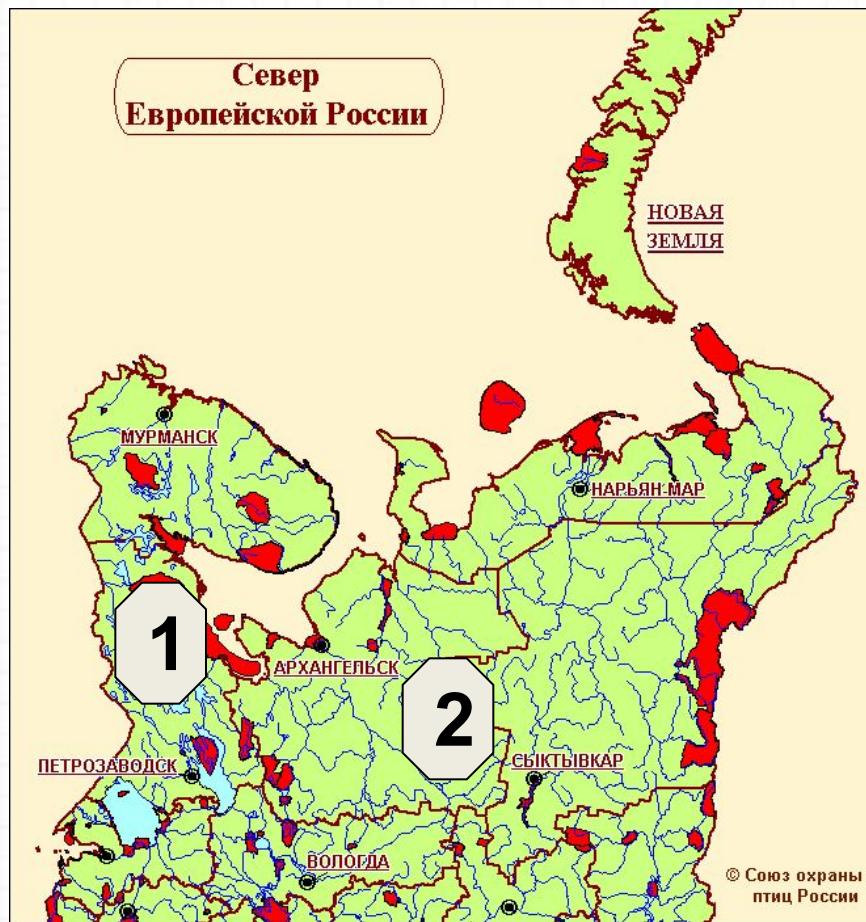 Север
Европейской России
НОВАЯ
ЗЕМЛЯ
МУРМАНСК
НАРЬЯН-МАР
1
АРХАНГЕЛЬСК
2
ПЕТРОЗАВОДСК
СЫКТЫВКАР
ВОЛОГДА
© Союз охраны
птиц России